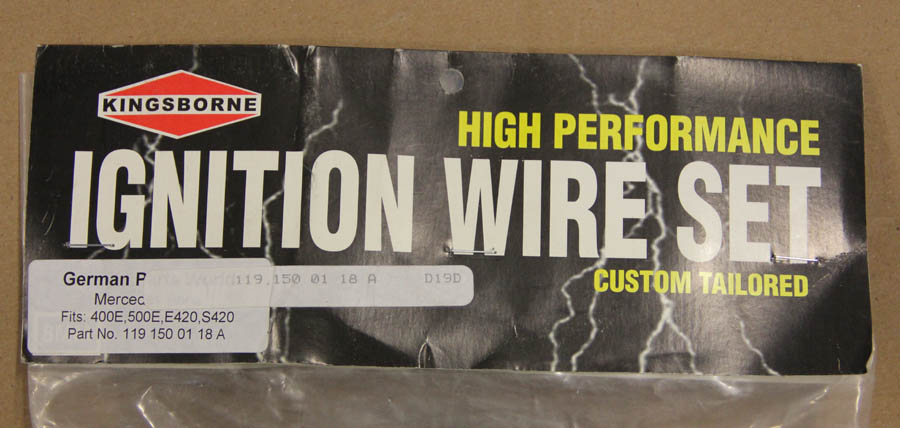 KINGSBORNE
HIGH PERFORMANCE
IGNITION WIRE SET
CUSTOM TAILORED
119.150 01 18 A D19D
German P
Merced
Fits: 400E,500E,E420,S420
Part No. 119 150 01 18 A